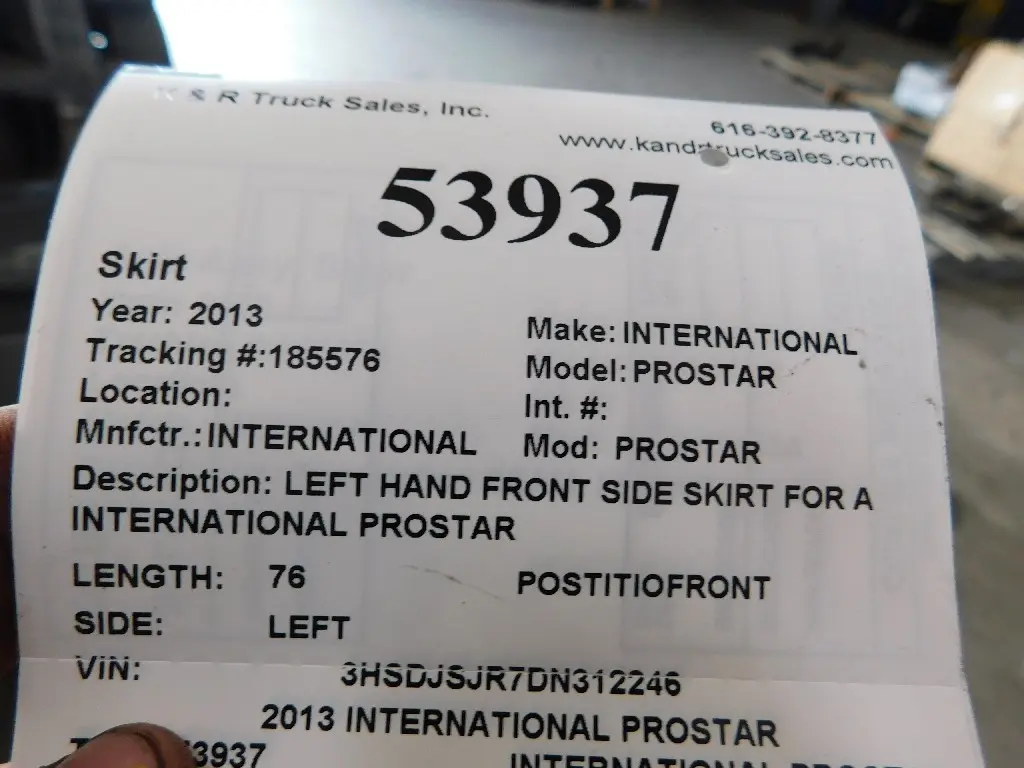 K & R Truck Sales, Inc.
616-392-8377
www.kandrtrucksales.com
53937
Skirt
Year: 2013
Make: INTERNATIONAL
Tracking #:185576
Model: PROSTAR
Location:
Int. #:
Mnfctr.: INTERNATIONAL
Mod: PROSTAR
Description: LEFT HAND FRONT SIDE SKIRT FOR A
INTERNATIONAL PROSTAR
LENGTH: 76
POSTITIOFRONT
SIDE: LEFT
VIN: 3HSDJSJR7DN312246
2013 INTERNATIONAL PROSTAR
3937
INTERNATIONAL